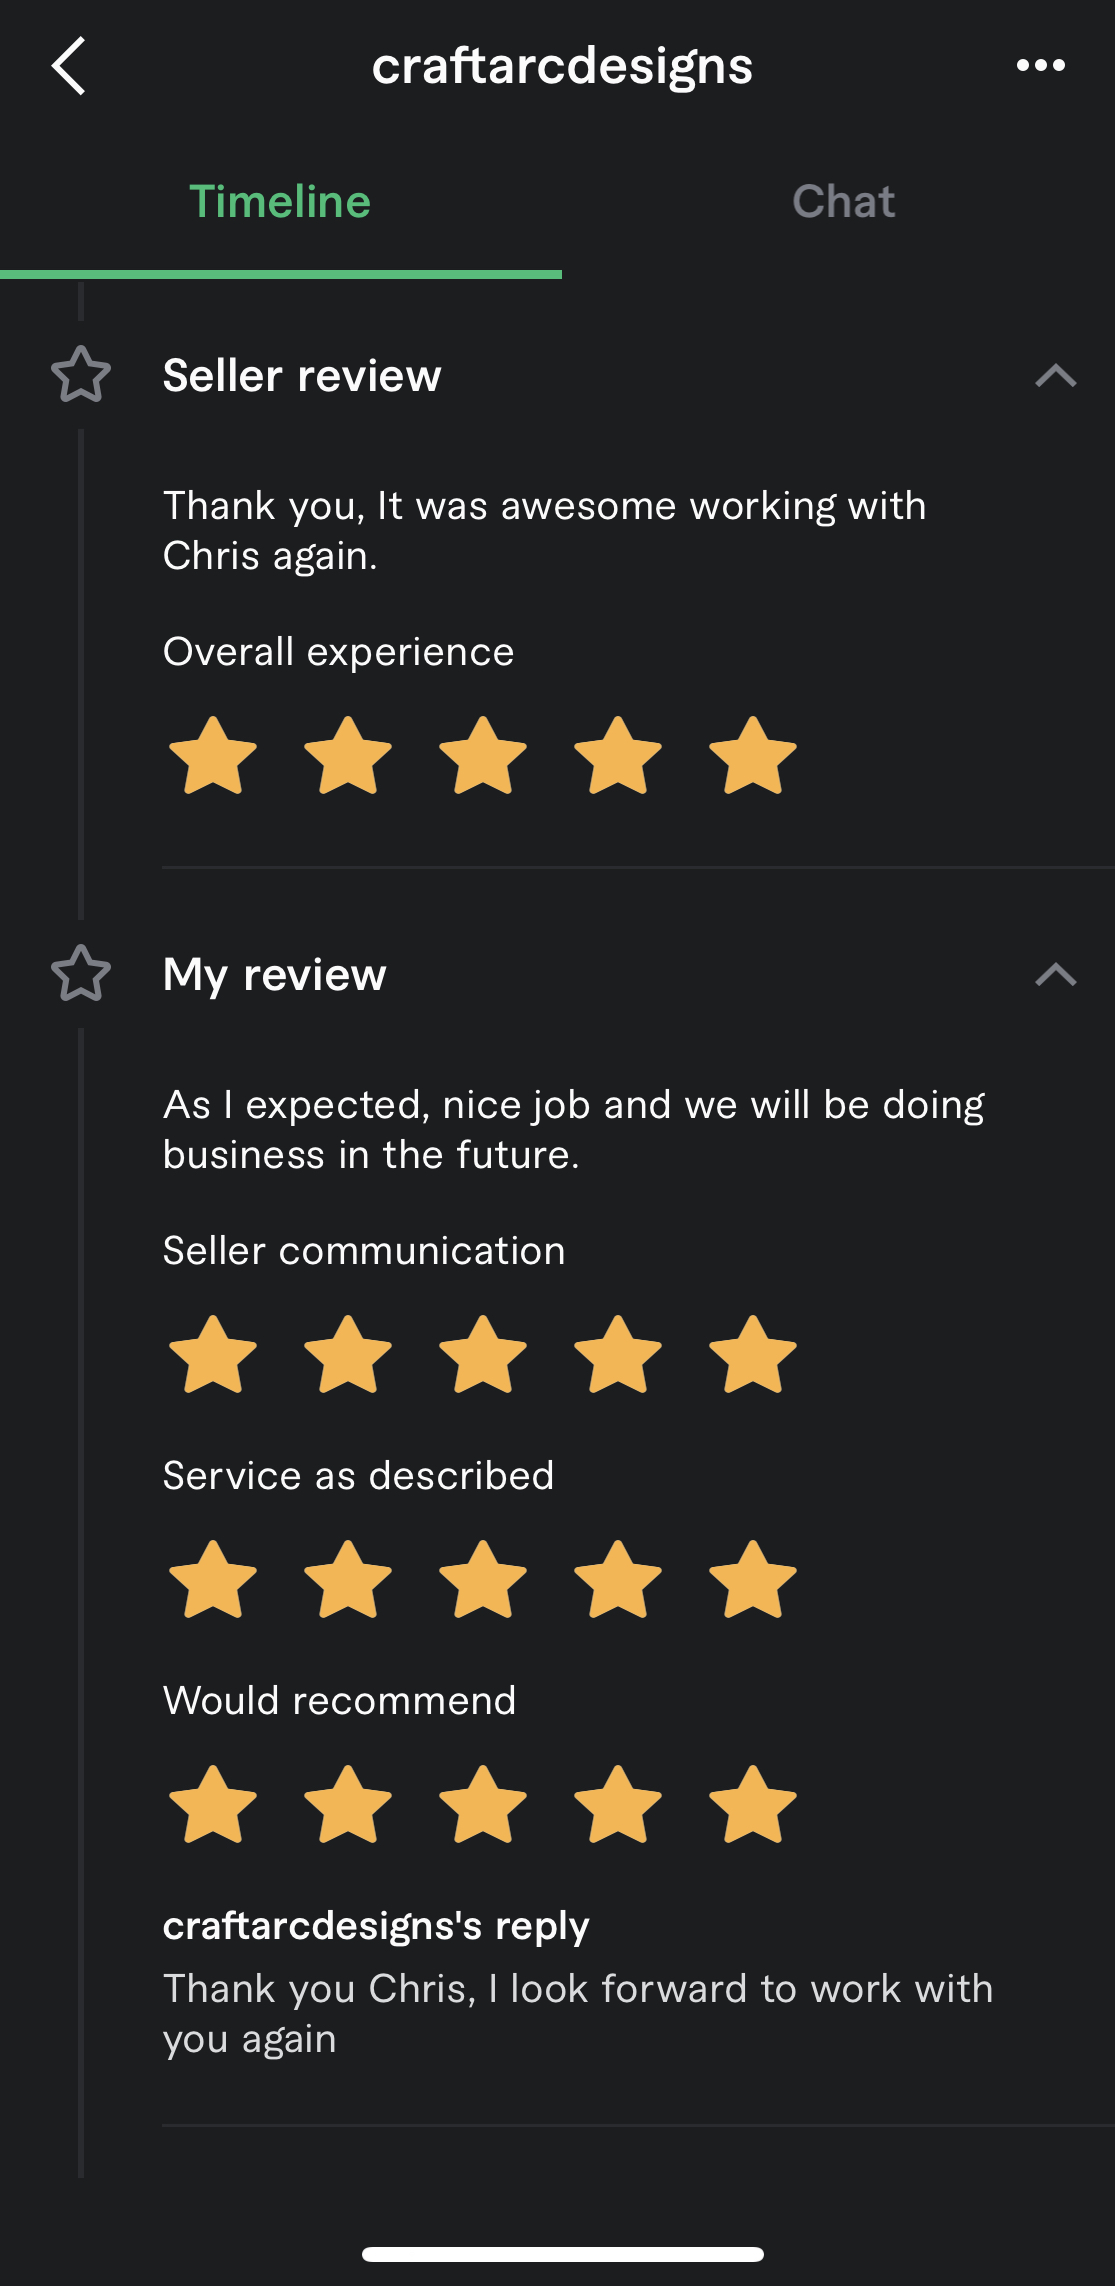 craftarcdesigns
Timeline
Chat
Seller review
Thank you, It was awesome working with
Chris again.
Overall experience
My review
As I expected, nice job and we will be doing
business in the future.
Seller communication
Service as described
Would recommend
craftarcdesigns's reply
Thank you Chris, I look forward to work with
you again